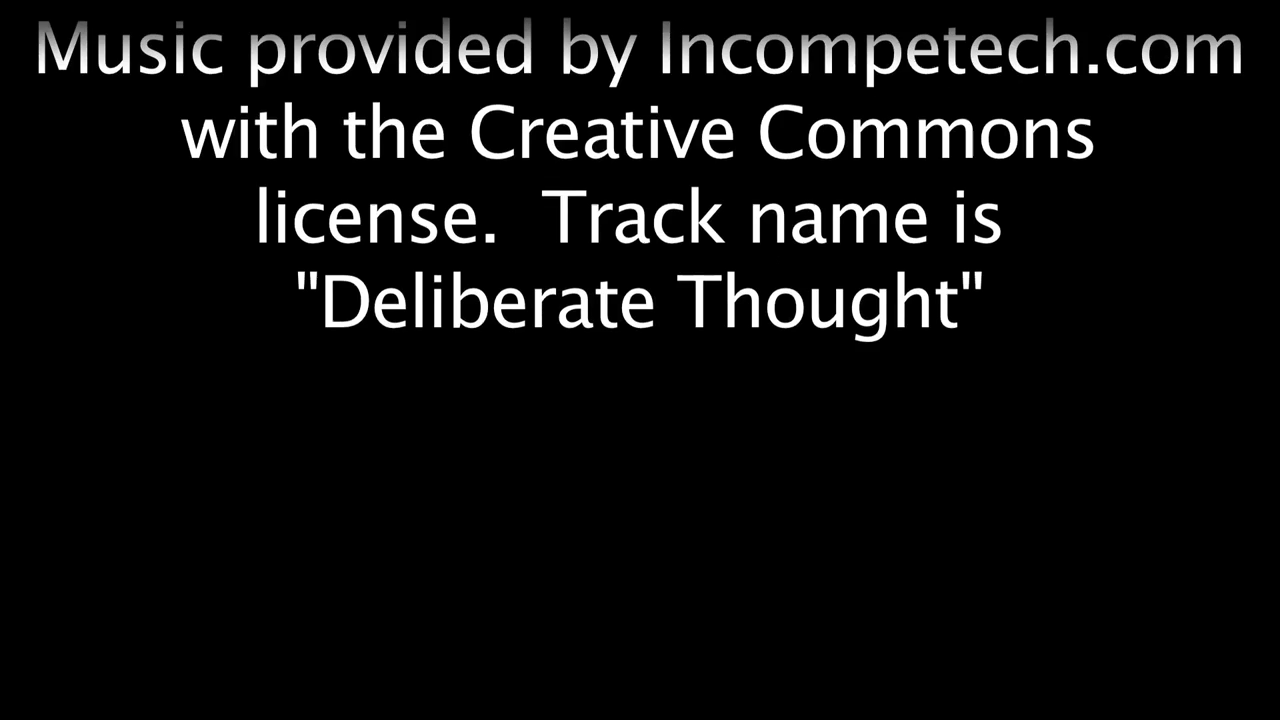 Music provided by Incompetech.com
with the Creative Commons
license.  Track name is
"Deliberate Thought"